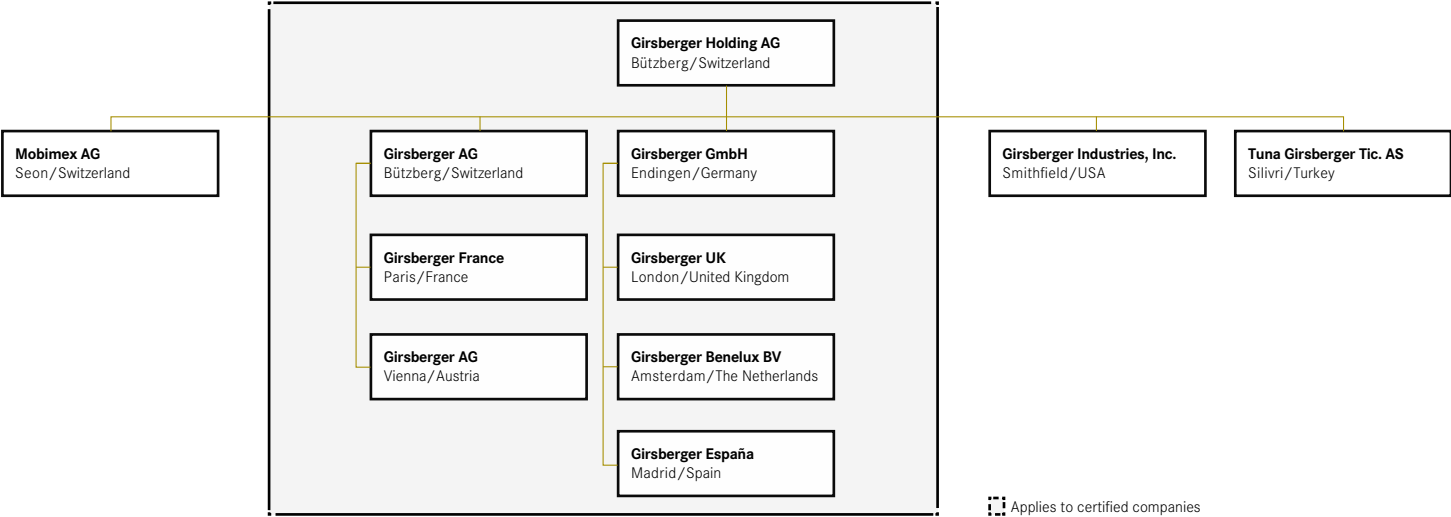 Girsberger Holding AG
Bützberg/Switzerland
Mobimex AG
Seon/Switzerland
Girsberger AG
Bützberg/Switzerland
Girsberger GmbH
Endingen/Germany
Girsberger Industries, Inc.
Smithfield/USA
Tuna Girsberger Tic. AS
Silivri/Turkey
Girsberger France
Paris/France
Girsberger UK
London/United Kingdom
Girsberger AG
Vienna/Austria
Girsberger Benelux BV
Amsterdam/The Netherlands
Girsberger España
Madrid/Spain
Applies to certified companies